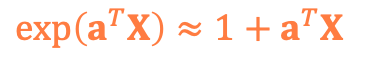 exp(𝐚ᵀ𝐗) ≈ 1 + 𝐚ᵀ𝐗